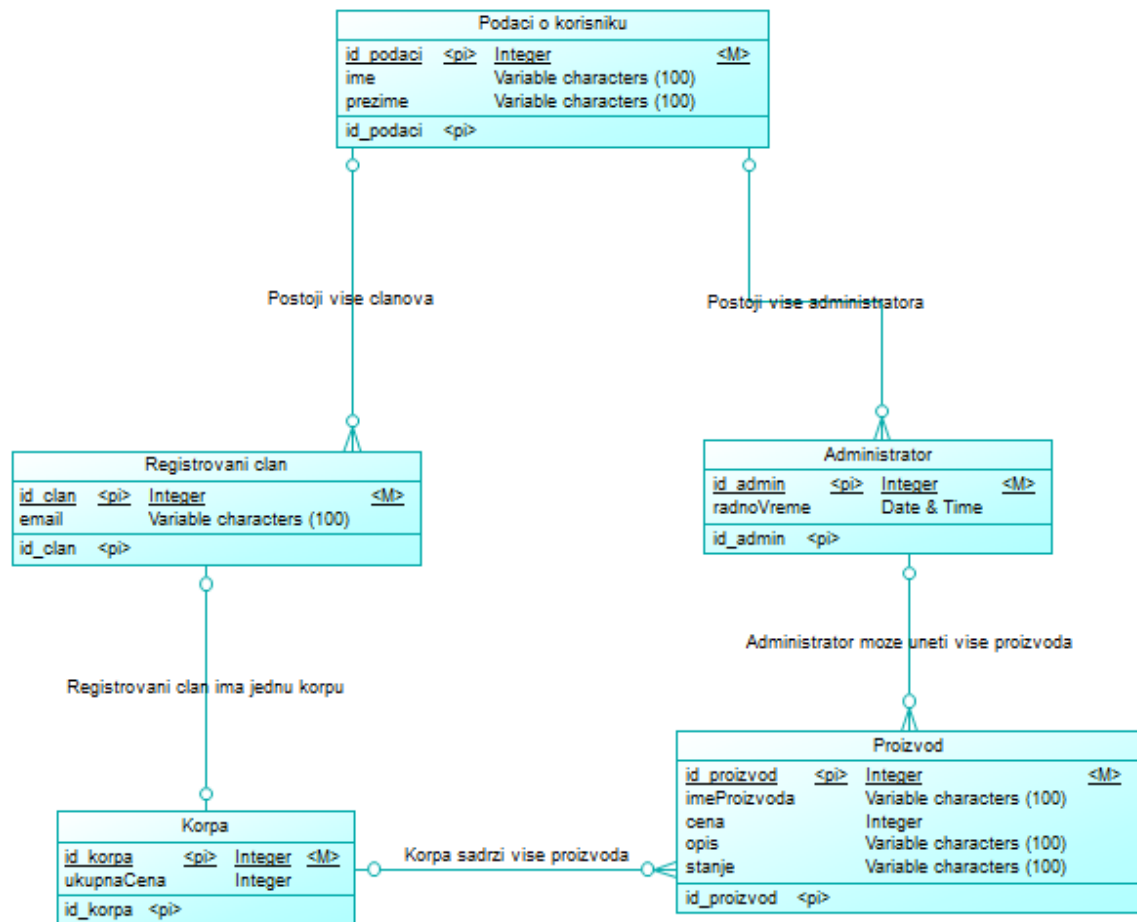 Podaci o korisniku
id_podaci <pi> Integer <M>
ime Variable characters (100)
prezime Variable characters (100)
id_podaci <pi>
Postoji vise clanova
Postoji vise administratora
Registrovani clan
id_clan <pi> Integer <M>
email Variable characters (100)
id_clan <pi>
Administrator
id_admin <pi> Integer <M>
radnoVreme Date & Time
id_admin <pi>
Administrator moze uneti vise proizvoda
Registrovani clan ima jednu korpu
Proizvod
id_proizvod <pi> Integer <M>
imeProizvoda Variable characters (100)
cena Integer
opis Variable characters (100)
stanje Variable characters (100)
id_proizvod <pi>
Korpa
id_korpa <pi> Integer <M>
ukupnaCena Integer
id_korpa <pi>
Korpa sadrzi vise proizvoda